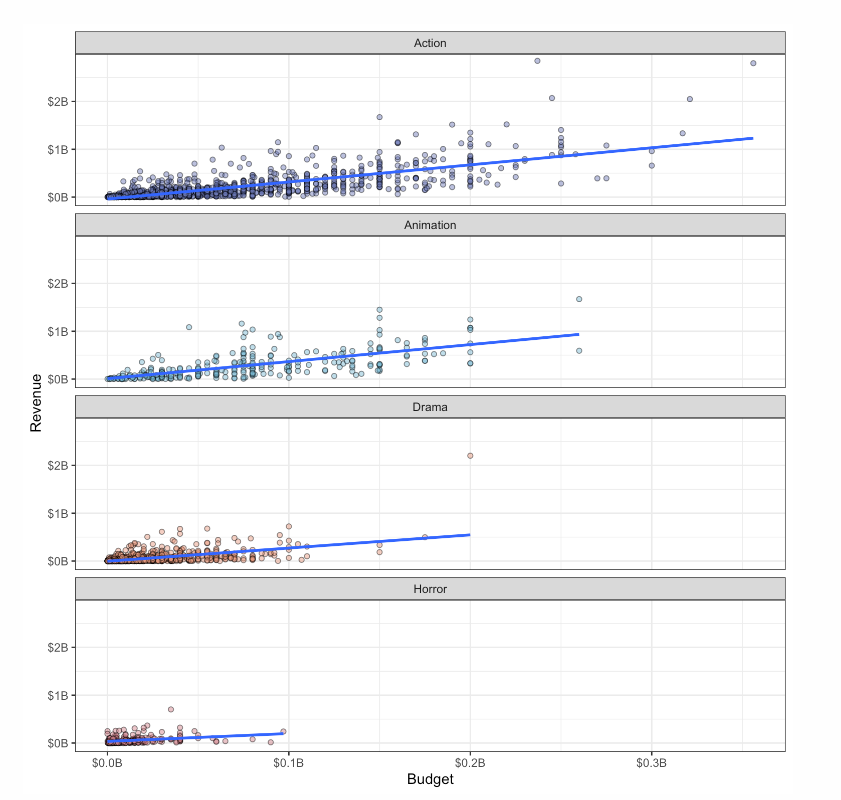 Action
$2B
$1B
$0B
Animation
$2B
$1B
$0B
Revenue
Drama
$2B
$1B
$0B
Horror
$2B
$1B
$0B
$0.0B $0.1B $0.2B $0.3B
Budget